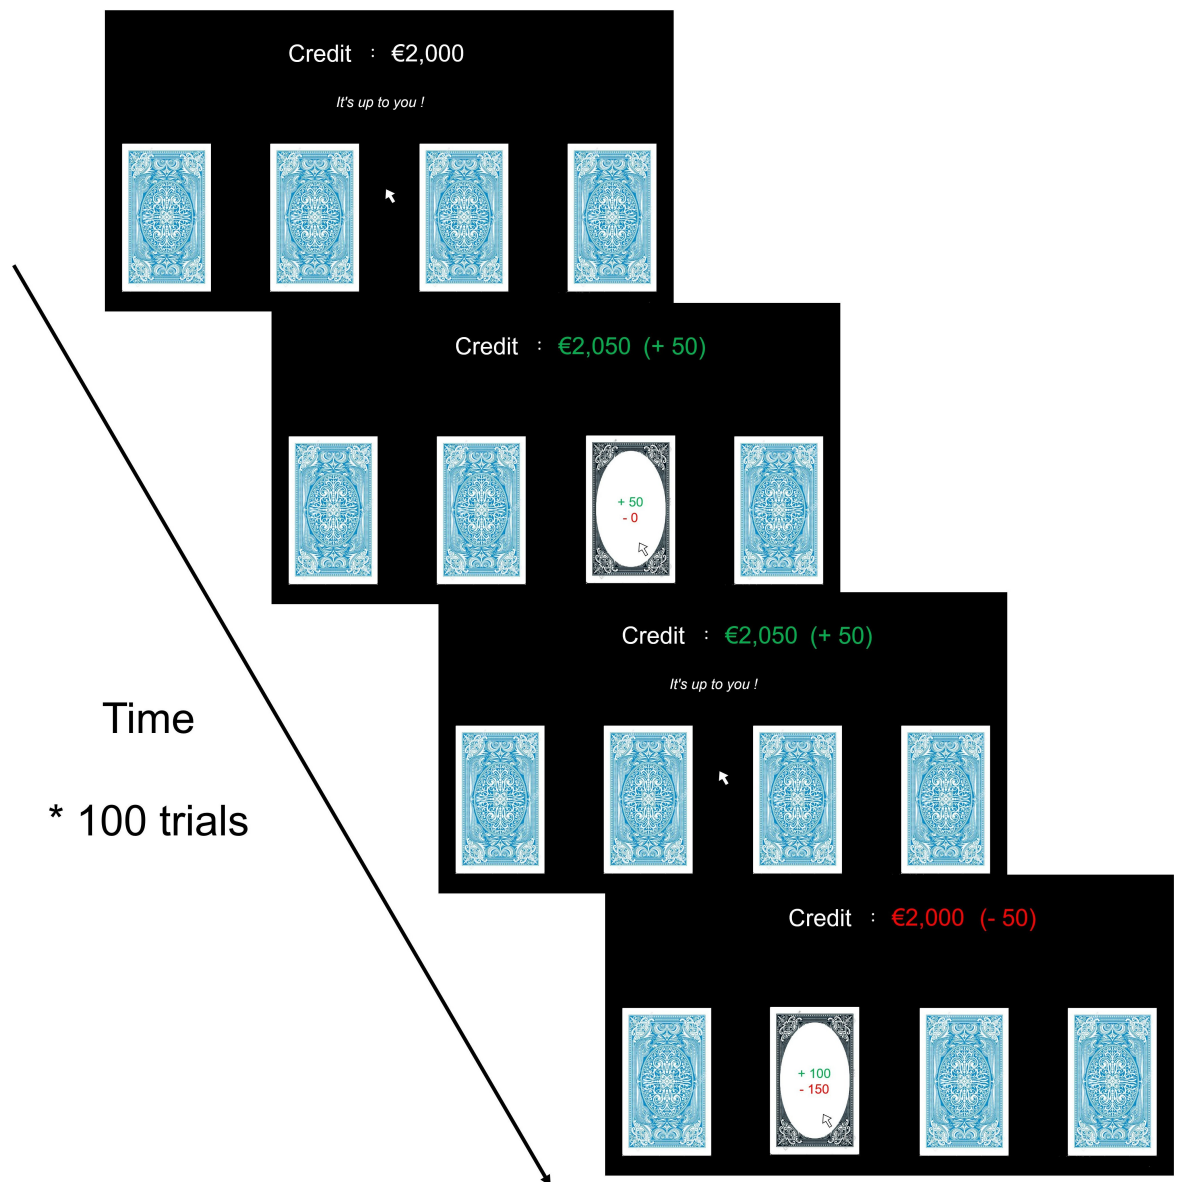 Credit : €2,000
It's up to you !
Credit : €2,050 (+ 50)
+ 50
- 0
Credit : €2,050 (+ 50)
It's up to you !
Time
* 100 trials
Credit : €2,000 (- 50)
+ 100
- 150